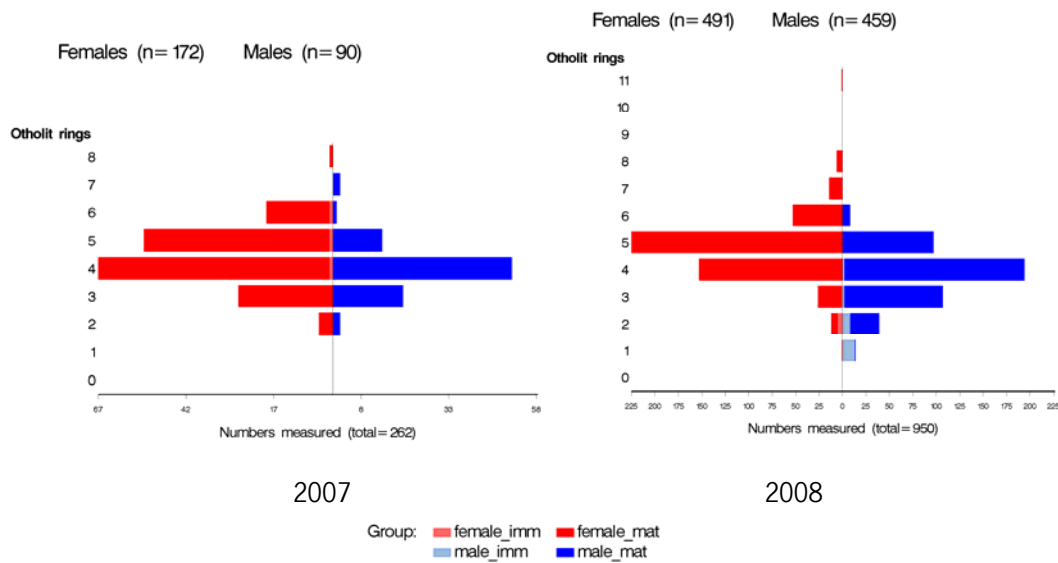 Females (n=172) Males (n=90)
Otholit rings
8
7
6
5
4
3
2
1
0
67 42 17 6 33 58
Numbers measured (total=262)
2007
Females (n=491) Males (n=459)
Otholit rings
11
10
9
8
7
6
5
4
3
2
1
0
225 200 175 150 125 100 75 50 25 0 25 50 75 100 125 150 175 200 225
Numbers measured (total=950)
2008
Group: female_imm female_mat
male_imm male_mat